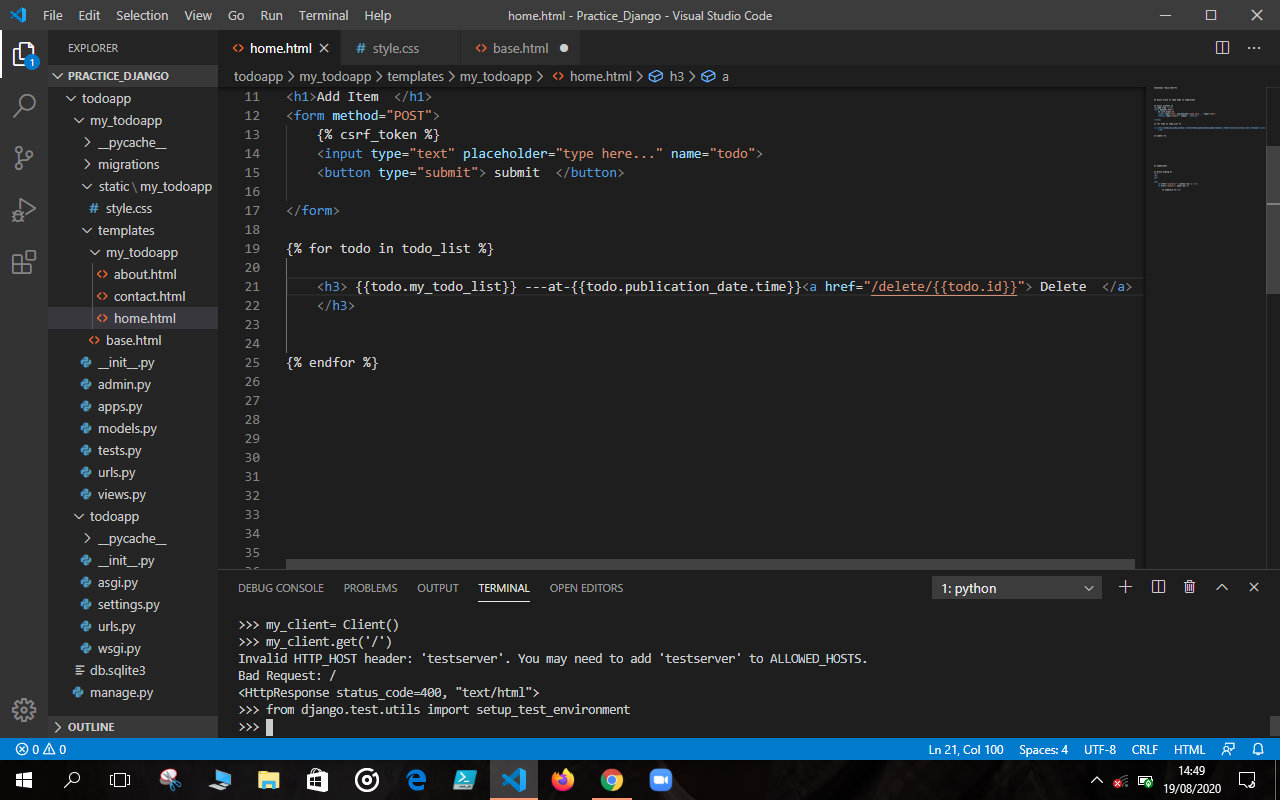 File Edit Selection View Go Run Terminal Help home.html - Practice_Django - Visual Studio Code
1
EXPLORER
PRACTICE_DJANGO
todoapp
my_todoapp
__pycache__
migrations
static \ my_todoapp
# style.css
templates
my_todoapp
<> about.html
<> contact.html
<> home.html
<> base.html
__init__.py
admin.py
apps.py
models.py
tests.py
urls.py
views.py
todoapp
__pycache__
__init__.py
asgi.py
settings.py
urls.py
wsgi.py
db.sqlite3
manage.py
OUTLINE
<> home.html # style.css <> base.html
todoapp > my_todoapp > templates > my_todoapp > <> home.html > h3 > a
11 <h1>Add Item  </h1>
12 <form method="POST">
13     {% csrf_token %}
14     <input type="text" placeholder="type here..." name="todo">
15     <button type="submit"> submit  </button>
16
17 </form>
18
19 {% for todo in todo_list %}
20
21     <h3> {{todo.my_todo_list}} ---at-{{todo.publication_date.time}}<a href="/delete/{{todo.id}}"> Delete  </a>
22     </h3>
23
24
25 {% endfor %}
26
27
28
29
30
31
32
33
34
35
DEBUG CONSOLE PROBLEMS OUTPUT TERMINAL OPEN EDITORS 1: python
>>> my_client= Client()
>>> my_client.get('/')
Invalid HTTP_HOST header: 'testserver'. You may need to add 'testserver' to ALLOWED_HOSTS.
Bad Request: /
<HttpResponse status_code=400, "text/html">
>>> from django.test.utils import setup_test_environment
>>>
0 0 Ln 21, Col 100 Spaces: 4 UTF-8 CRLF HTML
14:49
19/08/2020